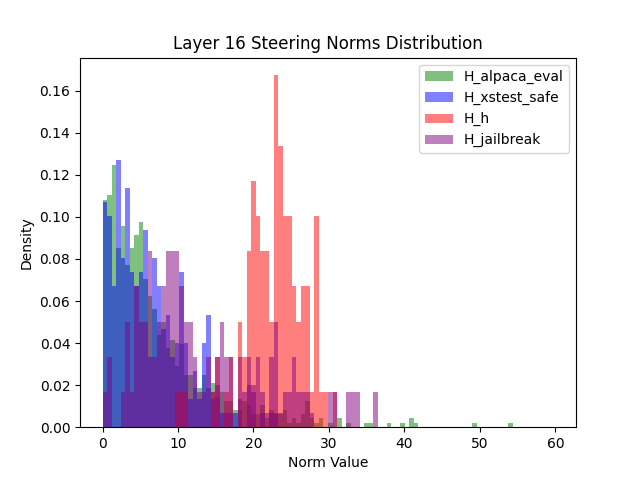 Layer 16 Steering Norms Distribution
H_alpaca_eval
H_xstest_safe
H_h
H_jailbreak
0.16
0.14
0.12
0.10
0.08
0.06
0.04
0.02
0.00
Density
0 10 20 30 40 50 60
Norm Value